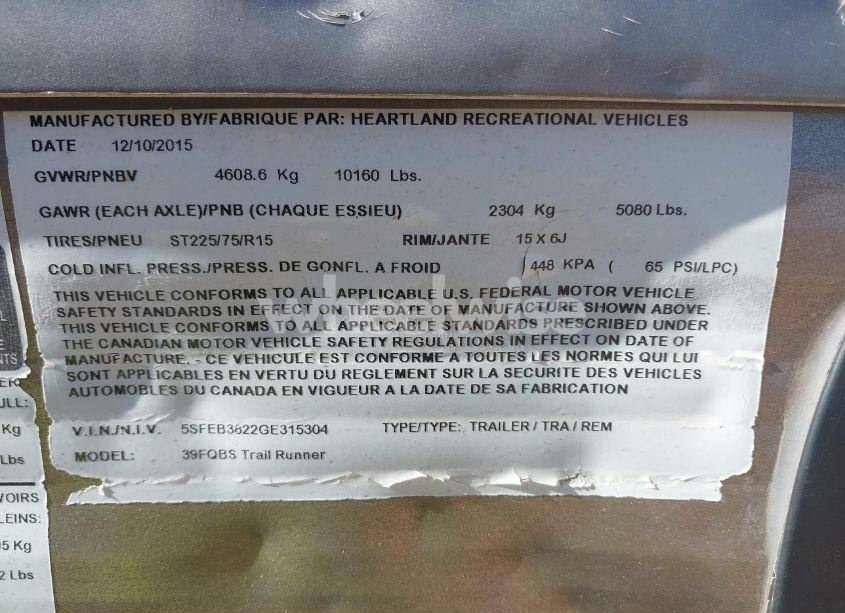 MANUFACTURED BY/FABRIQUE PAR: HEARTLAND RECREATIONAL VEHICLES
DATE 12/10/2015
GVWR/PNBV 4608.6 Kg 10160 Lbs.
GAWR (EACH AXLE)/PNB (CHAQUE ESSIEU) 2304 Kg 5080 Lbs.
TIRES/PNEU ST225/75/R15 RIM/JANTE 15 X 6J
COLD INFL. PRESS./PRESS. DE GONFL. A FROID 448 KPA ( 65 PSI/LPC)
THIS VEHICLE CONFORMS TO ALL APPLICABLE U.S. FEDERAL MOTOR VEHICLE
SAFETY STANDARDS IN EFFECT ON THE DATE OF MANUFACTURE SHOWN ABOVE.
THIS VEHICLE CONFORMS TO ALL APPLICABLE STANDARDS PRESCRIBED UNDER
THE CANADIAN MOTOR VEHICLE SAFETY REGULATIONS IN EFFECT ON DATE OF
MANUFACTURE. - CE VEHICULE EST CONFORME A TOUTES LES NORMES QUI LUI
SONT APPLICABLES EN VERTU DU REGLEMENT SUR LA SECURITE DES VEHICLES
AUTOMOBILES DU CANADA EN VIGUEUR A LA DATE DE SA FABRICATION
V.I.N./N.I.V. 5SFEB3822GE315304 TYPE/TYPE: TRAILER / TRA / REM
MODEL: 39FQBS Trail Runner
ULL:
Kg
Lbs
VOIRS
LEINS:
Kg
2 Lbs